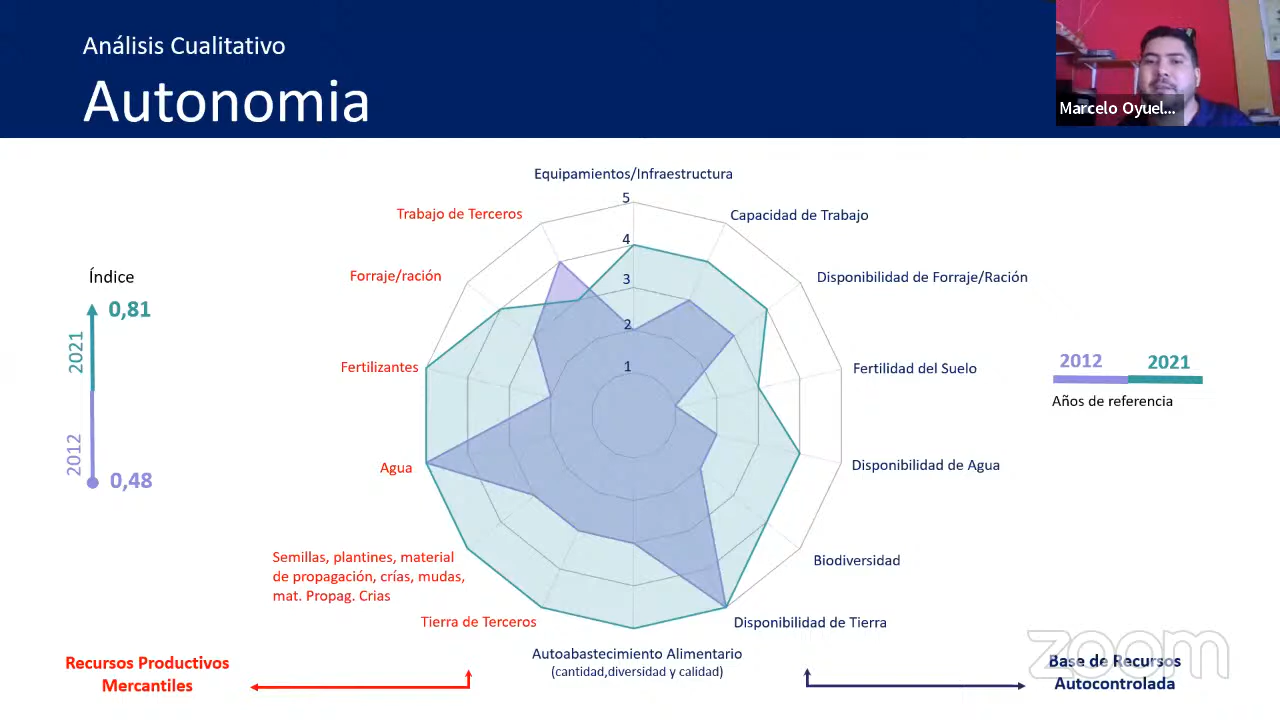 Análisis Cualitativo
Autonomia
Marcelo Oyuel...
Equipamientos/Infraestructura
5
Trabajo de Terceros
Capacidad de Trabajo
4
Forraje/ración
Disponibilidad de Forraje/Ración
3
Índice
0,81
2021
2
Fertilizantes
1
Fertilidad del Suelo
2012
2021
Años de referencia
2012
0,48
Agua
Disponibilidad de Agua
Semillas, plantines, material
de propagación, crías, mudas,
mat. Propag. Crias
Biodiversidad
Tierra de Terceros
Disponibilidad de Tierra
Autoabastecimiento Alimentario
(cantidad,diversidad y calidad)
Recursos Productivos
Mercantiles
zoom
Base de Recursos
Autocontrolada